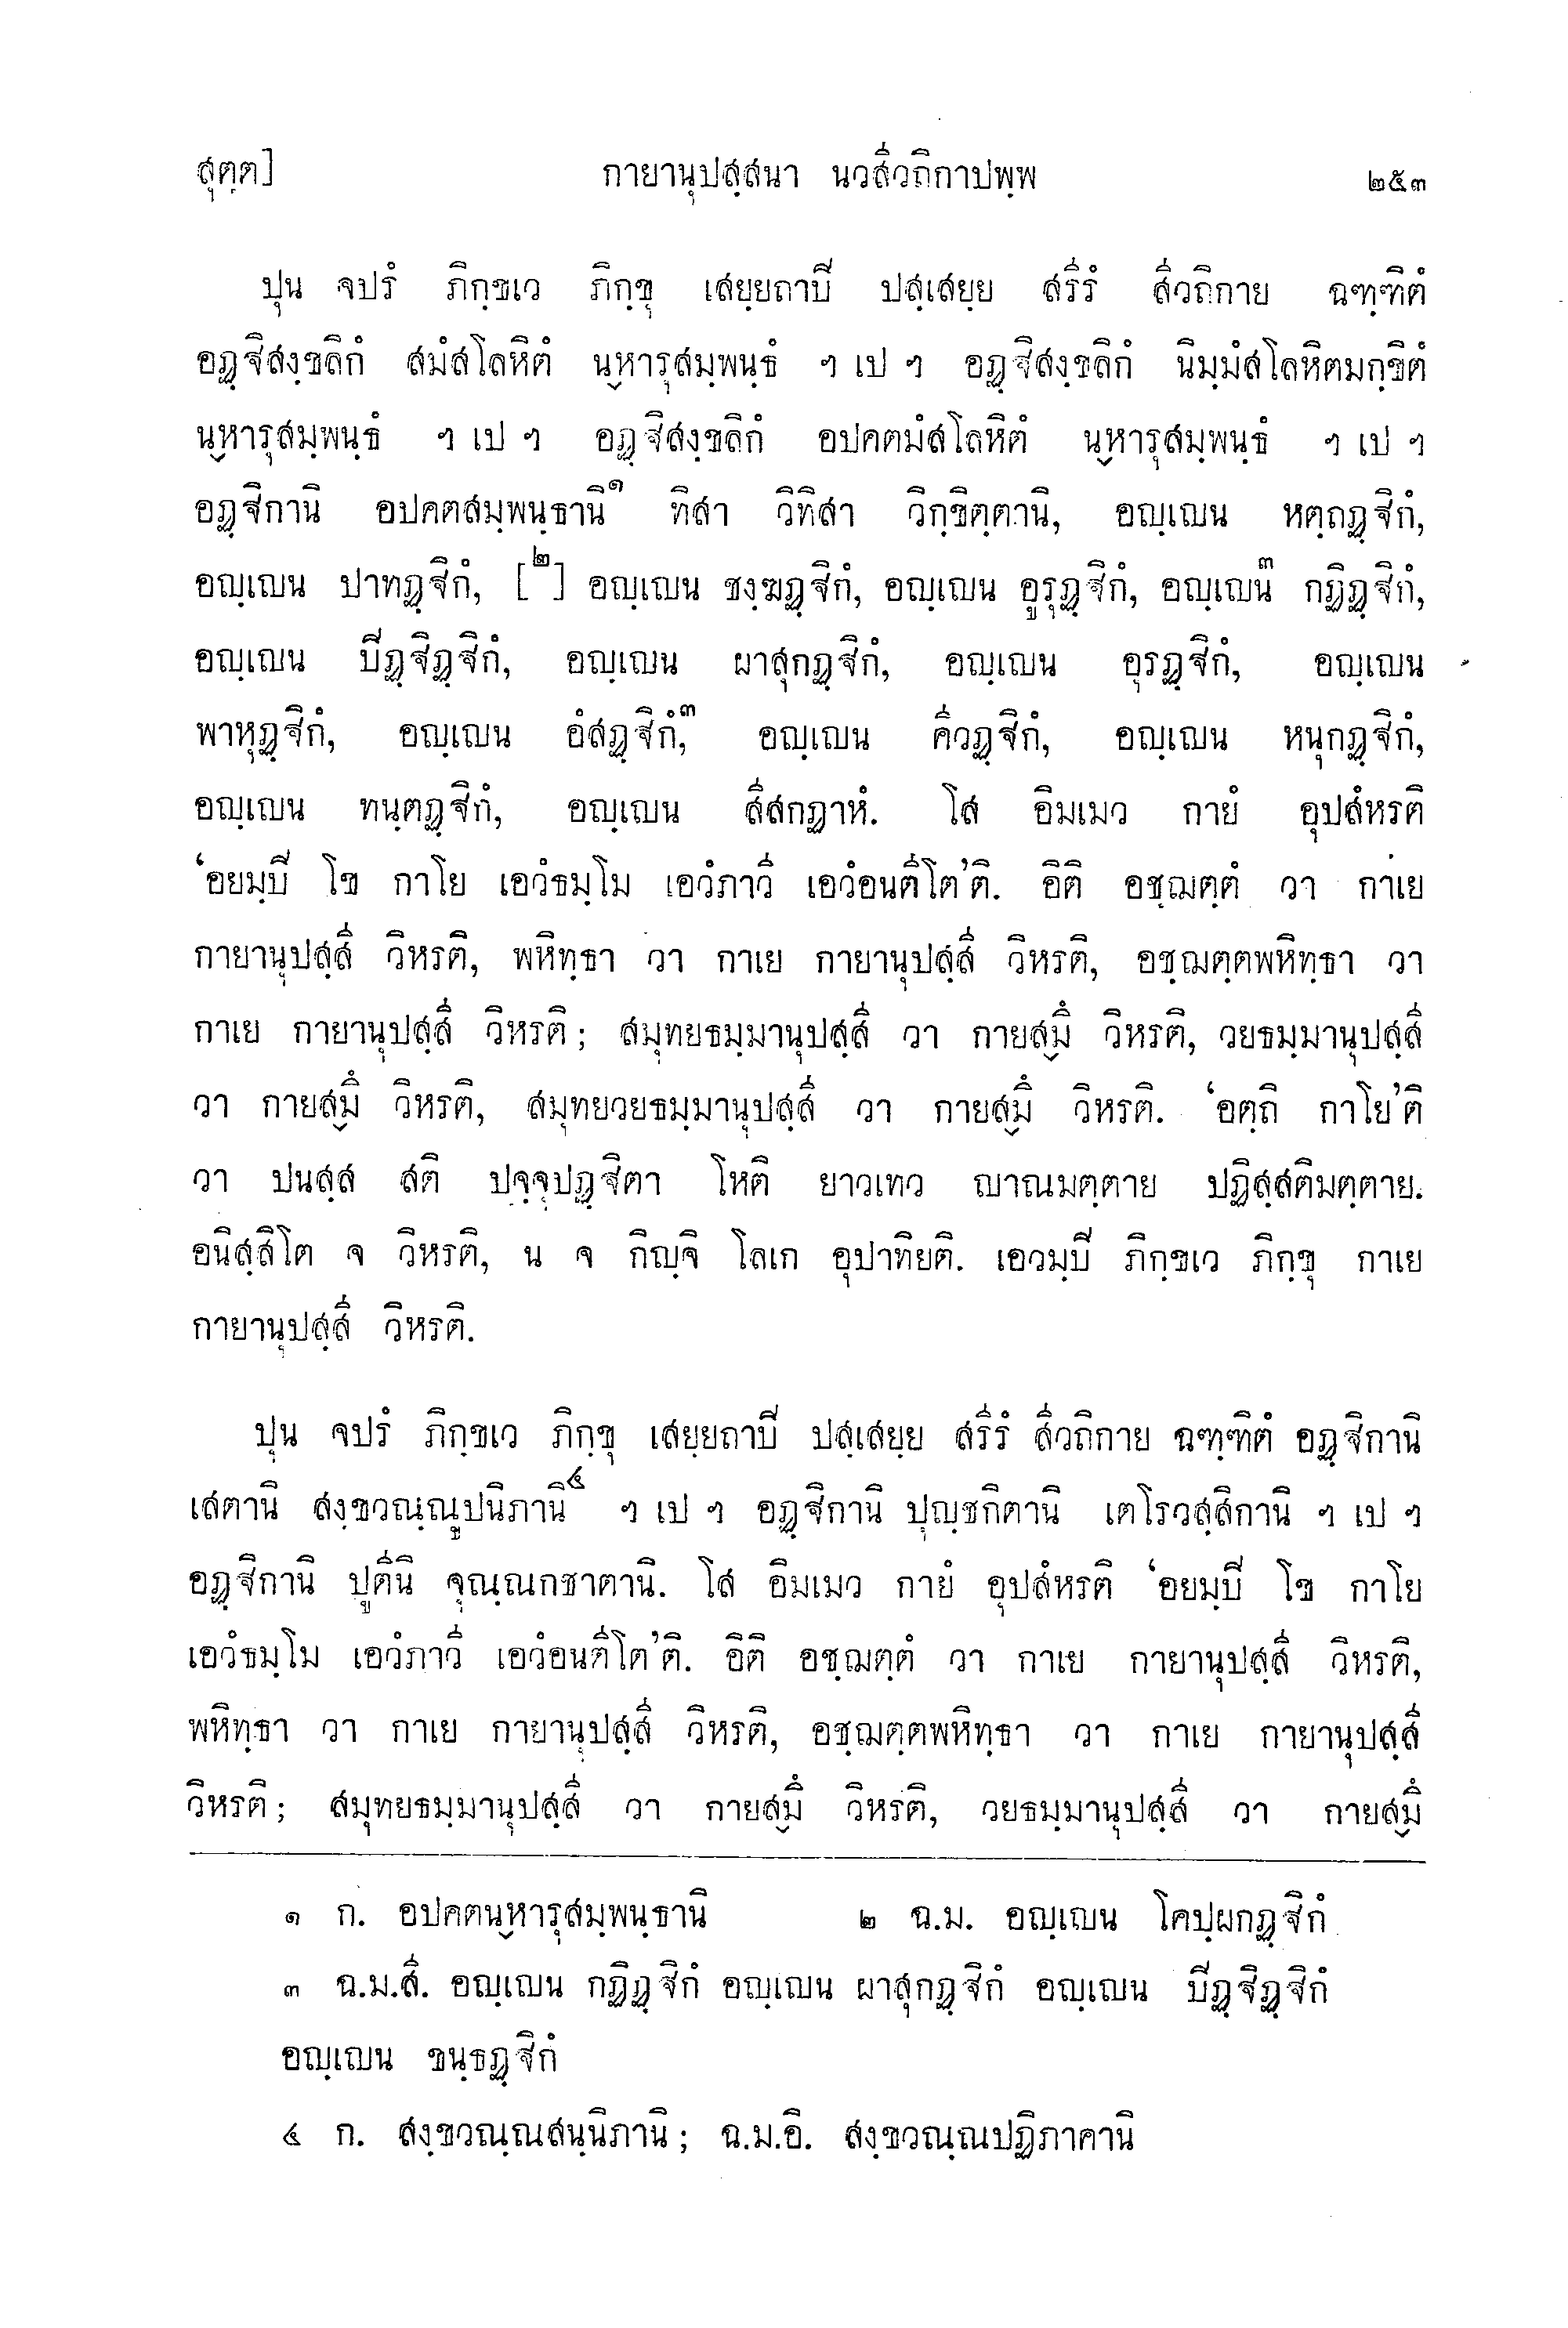 สุตฺต]
กายานุปสฺสนา นวสีวถิกาปพฺพ
๒๕๓
ปุน จปรํ ภิกฺขเว ภิกฺขุ เสยฺยถาปิ ปสฺเสยฺย สรีรํ สีวถิกาย ฉฑฺฑิตํ
อฏฺฐิสงฺขลิกํ สมํสโลหิตํ นฺหารุสมฺพนฺธํ ฯ เป ฯ อฏฺฐิสงฺขลิกํ นิมฺมํสโลหิตมกฺขิตํ
นฺหารุสมฺพนฺธํ ฯ เป ฯ อฏฺฐิสงฺขลิกํ อปคตมํสโลหิตํ นฺหารุสมฺพนฺธํ ฯ เป ฯ
อฏฺฐิกานิ อปคตสมฺพนฺธานิ๑ ทิสา วิทิสา วิกฺขิตฺตานิ, อญฺเญน หตฺถฏฺฐิกํ,
อญฺเญน ปาทฏฺฐิกํ, [๒] อญฺเญน ชงฺฆฏฺฐิกํ, อญฺเญน อูรุฏฺฐิกํ, อญฺเญน๓ กฏิฏฺฐิกํ,
อญฺเญน ปิฏฺฐิฏฺฐิกํ, อญฺเญน ผาสุกฏฺฐิกํ, อญฺเญน อุรฏฺฐิกํ, อญฺเญน
พาหุฏฺฐิกํ, อญฺเญน อํสฏฺฐิกํ,๓ อญฺเญน คีวฏฺฐิกํ, อญฺเญน หนุกฏฺฐิกํ,
อญฺเญน ทนฺตฏฺฐิกํ, อญฺเญน สีสกฏาหํ. โส อิมเมว กายํ อุปสํหรติ
‘อยมฺปิ โข กาโย เอวํธมฺโม เอวํภาวี เอวํอนตีโต’ติ. อิติ อชฺฌตฺตํ วา กาเย
กายานุปสฺสี วิหรติ, พหิทฺธา วา กาเย กายานุปสฺสี วิหรติ, อชฺฌตฺตพหิทฺธา วา
กาเย กายานุปสฺสี วิหรติ; สมุทยธมฺมานุปสฺสี วา กายสฺมิํ วิหรติ, วยธมฺมานุปสฺสี
วา กายสฺมิํ วิหรติ, สมุทยวยธมฺมานุปสฺสี วา กายสฺมิํ วิหรติ. ‘อตฺถิ กาโย’ติ
วา ปนสฺส สติ ปจฺจุปฏฺฐิตา โหติ ยาวเทว ญาณมตฺตาย ปฏิสฺสติมตฺตาย.
อนิสฺสิโต จ วิหรติ, น จ กิญฺจิ โลเก อุปาทิยติ. เอวมฺปิ ภิกฺขเว ภิกฺขุ กาเย
กายานุปสฺสี วิหรติ.
ปุน จปรํ ภิกฺขเว ภิกฺขุ เสยฺยถาปิ ปสฺเสยฺย สรีรํ สีวถิกาย ฉฑฺฑิตํ อฏฺฐิกานิ
เสตานิ สงฺขวณฺณูปนิภานิ๔ ฯ เป ฯ อฏฺฐิกานิ ปุญฺชกิตานิ เตโรวสฺสิกานิ ฯ เป ฯ
อฏฺฐิกานิ ปูตีนิ จุณฺณกชาตานิ. โส อิมเมว กายํ อุปสํหรติ ‘อยมฺปิ โข กาโย
เอวํธมฺโม เอวํภาวี เอวํอนตีโต’ติ. อิติ อชฺฌตฺตํ วา กาเย กายานุปสฺสี วิหรติ,
พหิทฺธา วา กาเย กายานุปสฺสี วิหรติ, อชฺฌตฺตพหิทฺธา วา กาเย กายานุปสฺสี
วิหรติ; สมุทยธมฺมานุปสฺสี วา กายสฺมิํ วิหรติ, วยธมฺมานุปสฺสี วา กายสฺมิํ
๑ ก. อปคตนฺหารุสมฺพนฺธานิ ๒ ฉ.ม. อญฺเญน โคปฺผกฏฺฐิกํ
๓ ฉ.ม.สี. อญฺเญน กฏิฏฺฐิกํ อญฺเญน ผาสุกฏฺฐิกํ อญฺเญน ปิฏฺฐิฏฺฐิกํ
อญฺเญน ขนฺธฏฺฐิกํ
๔ ก. สงฺขวณฺณสนฺนิภานิ; ฉ.ม.อิ. สงฺขวณฺณปฏิภาคานิ